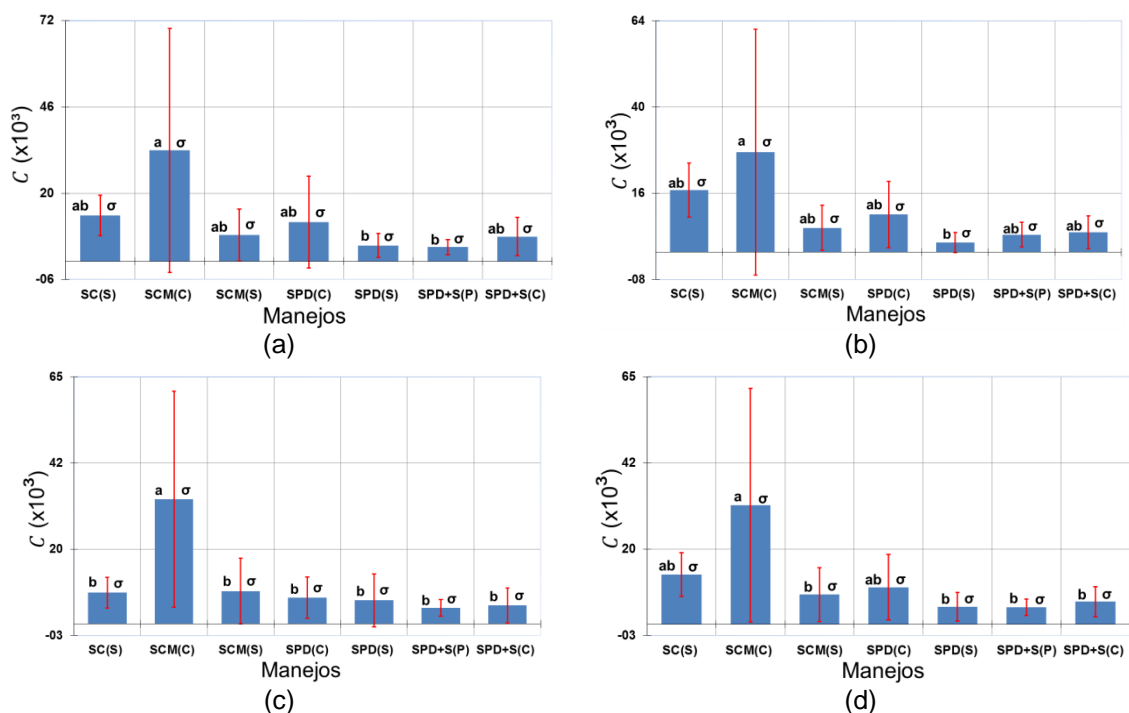 72
46
20
-06
C (x10³)
ab σ a σ ab σ ab σ b σ b σ ab σ
SC(S) SCM(C) SCM(S) SPD(C) SPD(S) SPD+S(P) SPD+S(C)
Manejos
(a)
64
40
16
-08
C (x10³)
ab σ a σ ab σ ab σ b σ ab σ ab σ
SC(S) SCM(C) SCM(S) SPD(C) SPD(S) SPD+S(P) SPD+S(C)
Manejos
(b)
65
42
20
-03
C (x10³)
b σ a σ b σ b σ b σ b σ b σ
SC(S) SCM(C) SCM(S) SPD(C) SPD(S) SPD+S(P) SPD+S(C)
Manejos
(c)
65
42
20
-03
C (x10³)
ab σ a σ b σ ab σ b σ b σ b σ
SC(S) SCM(C) SCM(S) SPD(C) SPD(S) SPD+S(P) SPD+S(C)
Manejos
(d)